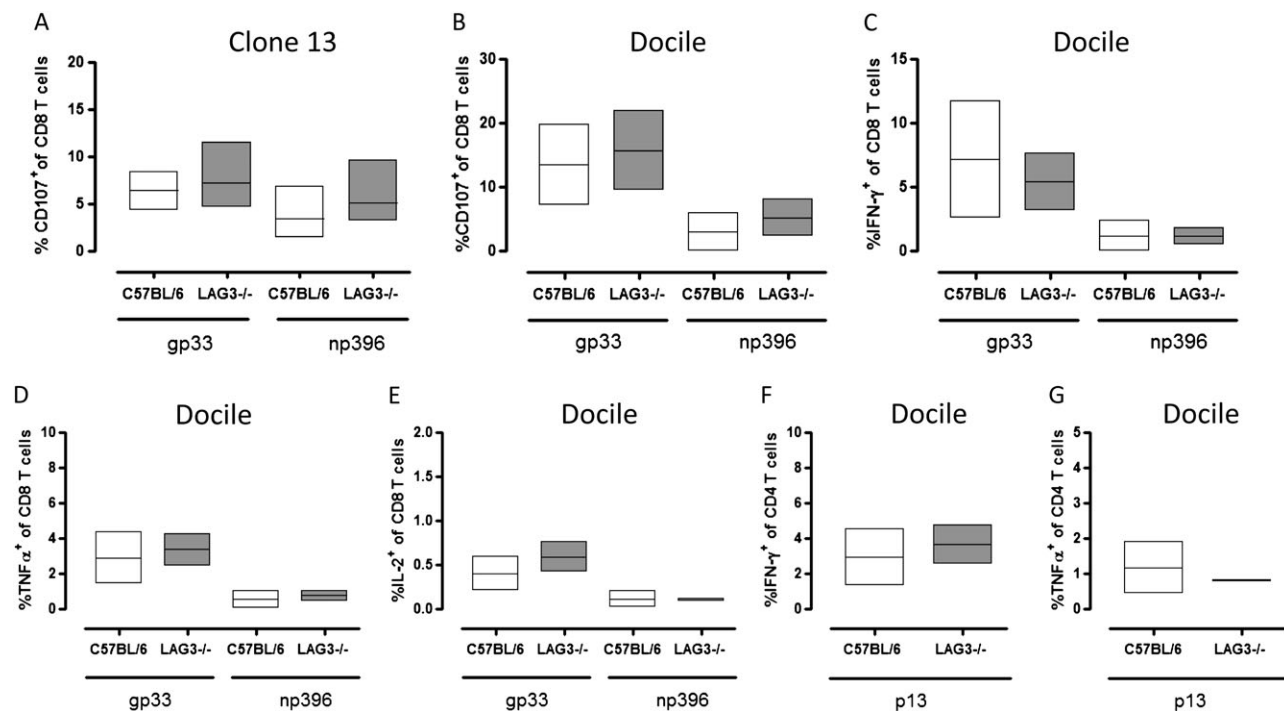 A
Clone 13
% CD107+ of CD8 T cells
20
15
10
5
0
C57BL/6 LAG3-/- C57BL/6 LAG3-/-
gp33 np396
B
Docile
%CD107+ of CD8 T cells
30
20
10
0
C57BL/6 LAG3-/- C57BL/6 LAG3-/-
gp33 np396
C
Docile
%IFN-γ+ of CD8 T cells
15
10
5
0
C57BL/6 LAG3-/- C57BL/6 LAG3-/-
gp33 np396
D
Docile
%TNFα+ of CD8 T cells
10
8
6
4
2
0
C57BL/6 LAG3-/- C57BL/6 LAG3-/-
gp33 np396
E
Docile
%IL-2+ of CD8 T cells
2.0
1.5
1.0
0.5
0.0
C57BL/6 LAG3-/- C57BL/6 LAG3-/-
gp33 np396
F
Docile
%IFN-γ+ of CD4 T cells
10
8
6
4
2
0
C57BL/6 LAG3-/-
p13
G
Docile
%TNFα+ of CD4 T cells
5
4
3
2
1
0
C57BL/6 LAG3-/-
p13